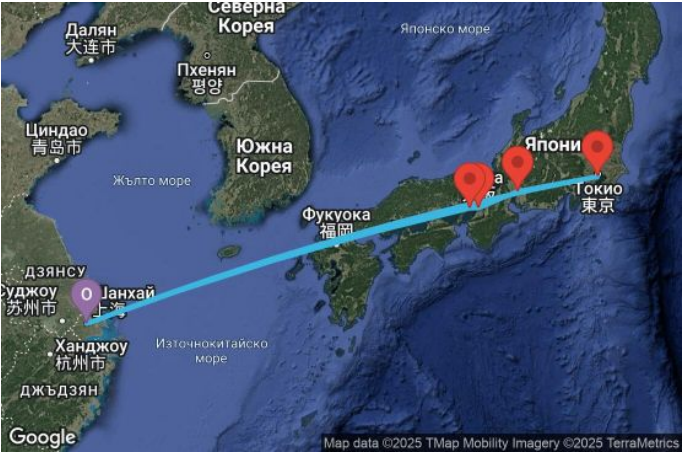 Северна
Корея
Далян
大连市
Японско море
Пхенян
평양
Циндао
青岛市
Южна
Корея
Япони
Жълто море
Токио
東京
Фукуока
福岡
ДЗЯНСУ
Суджоу
苏州市
О
Шанхай
上海
Ханджоу
杭州市
Източнокитайско
море
ДЖЪДЗЯН
Google
Map data ©2025 TMap Mobility Imagery ©2025 TerraMetrics